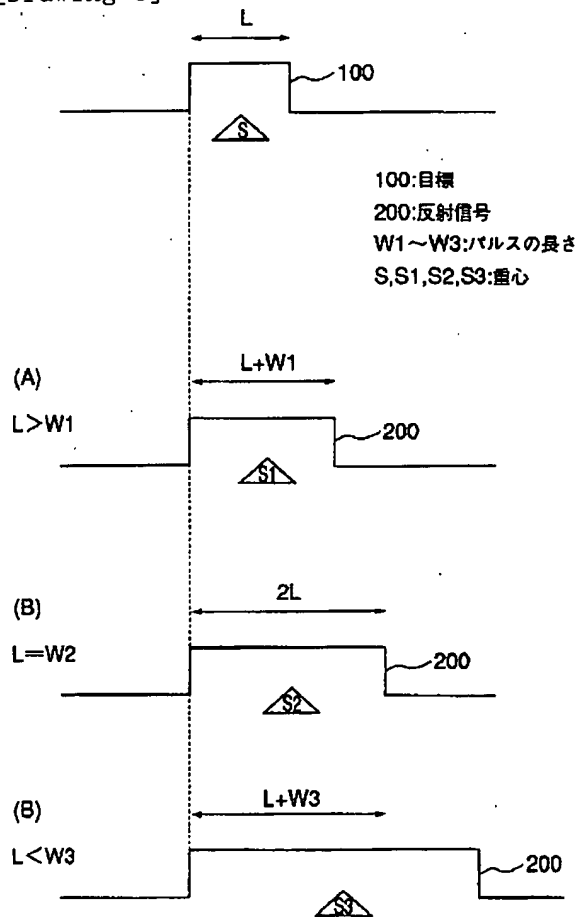 L
100
S
100:目標
200:反射信号
W1～W3:パルスの長さ
S,S1,S2,S3:重心
(A)
L+W1
L>W1
200
S1
(B)
2L
L=W2
200
S2
(B)
L+W3
L<W3
200
S3